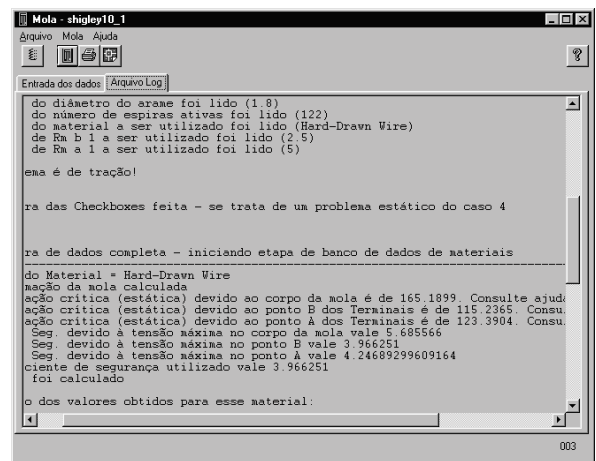 Mola - shigley10_1
Arquivo Mola Ajuda
Entrada dos dados Arquivo Log
do diâmetro do arame foi lido (1.8)
do número de espiras ativas foi lido (122)
do material a ser utilizado foi lido (Hard-Drawn Wire)
de Rm b 1 a ser utilizado foi lido (2.5)
de Rm a 1 a ser utilizado foi lido (5)
ema é de tração!
ra das Checkboxes feita - se trata de um problema estático do caso 4
ra de dados completa - iniciando etapa de banco de dados de materiais
do Material = Hard-Drawn Wire
mação da mola calculada
ação crítica (estática) devido ao corpo da mola é de 165.1899. Consulte ajuda
ação crítica (estática) devido ao ponto B dos Terminais é de 115.2365. Consu.
ação crítica (estática) devido ao ponto A dos Terminais é de 123.3904. Consu.
Seg. devido à tensão máxima no corpo da mola vale 5.685566
Seg. devido à tensão máxima no ponto B vale 3.966251
Seg. devido à tensão máxima no ponto A vale 4.24689299609164
ciente de segurança utilizado vale 3.966251
foi calculado
o dos valores obtidos para esse material:
003